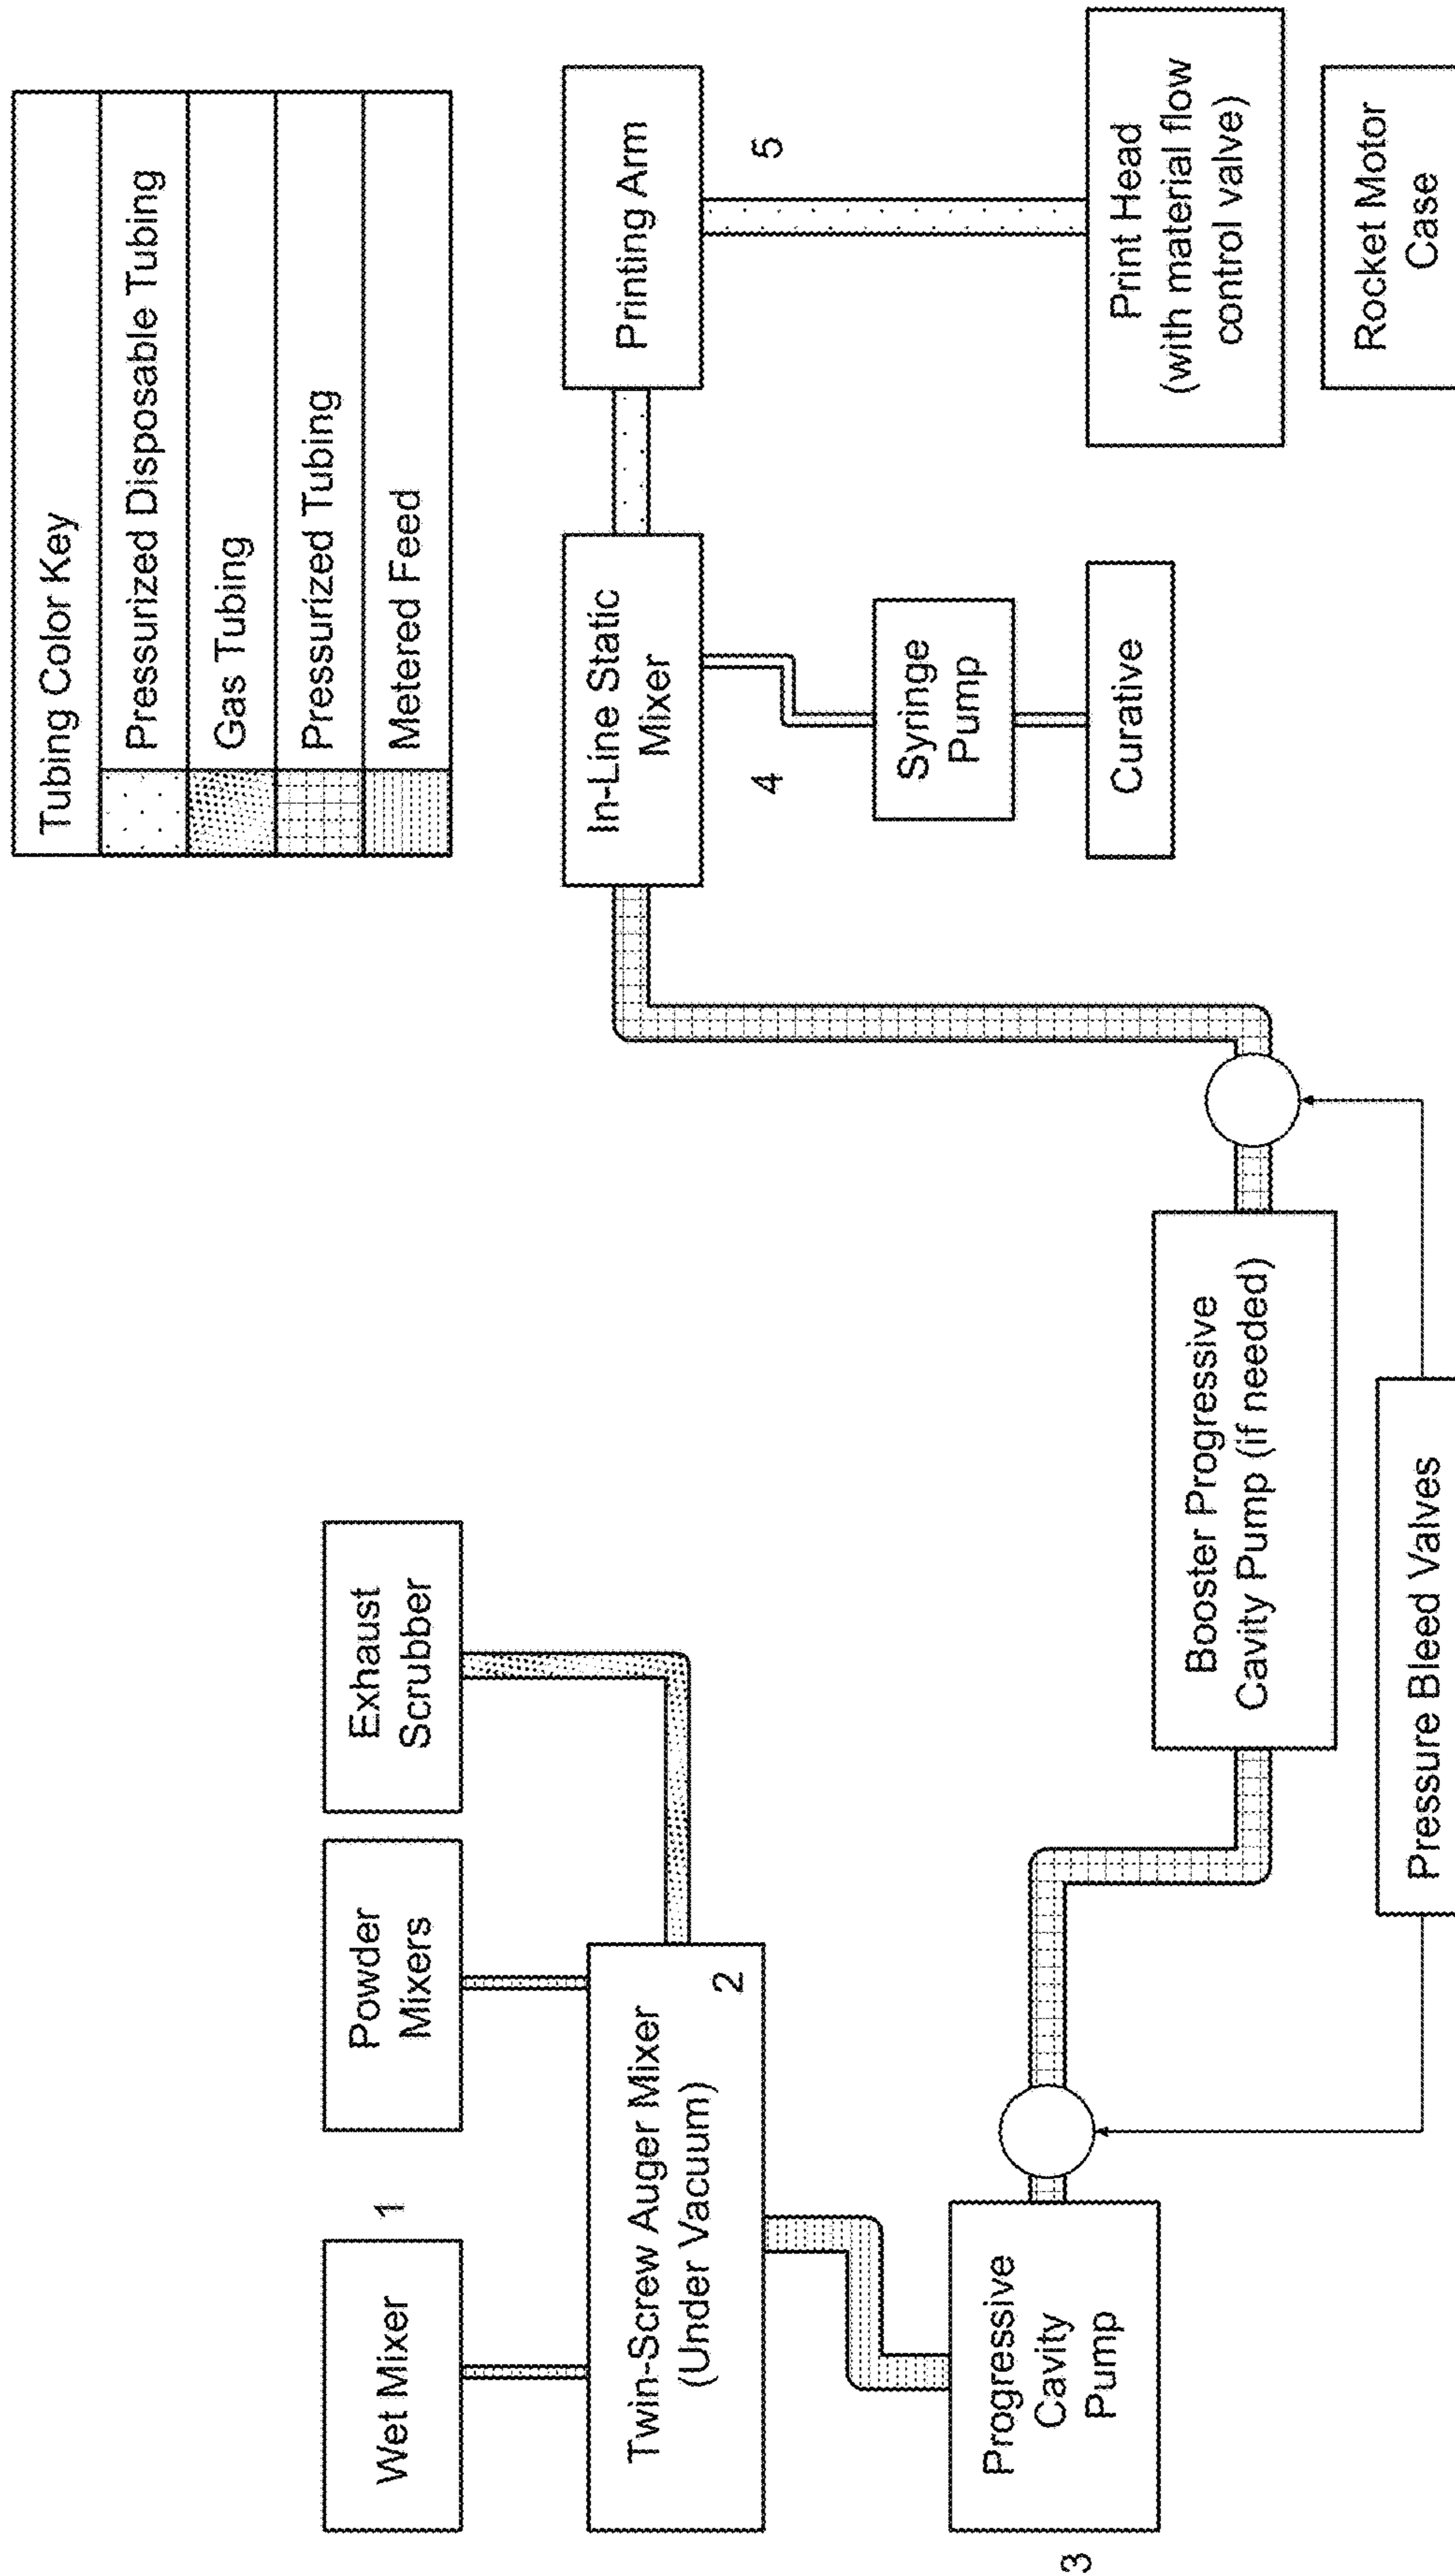 Tubing Color Key
Pressurized Disposable Tubing
Gas Tubing
Pressurized Tubing
Metered Feed
Wet Mixer
1
Powder
Mixers
Exhaust
Scrubber
Twin-Screw Auger Mixer
(Under Vacuum)
2
Progressive
Cavity
Pump
3
Booster Progressive
Cavity Pump (if needed)
Pressure Bleed Valves
In-Line Static
Mixer
4
Syringe
Pump
Curative
Printing Arm
5
Print Head
(with material flow
control valve)
Rocket Motor
Case